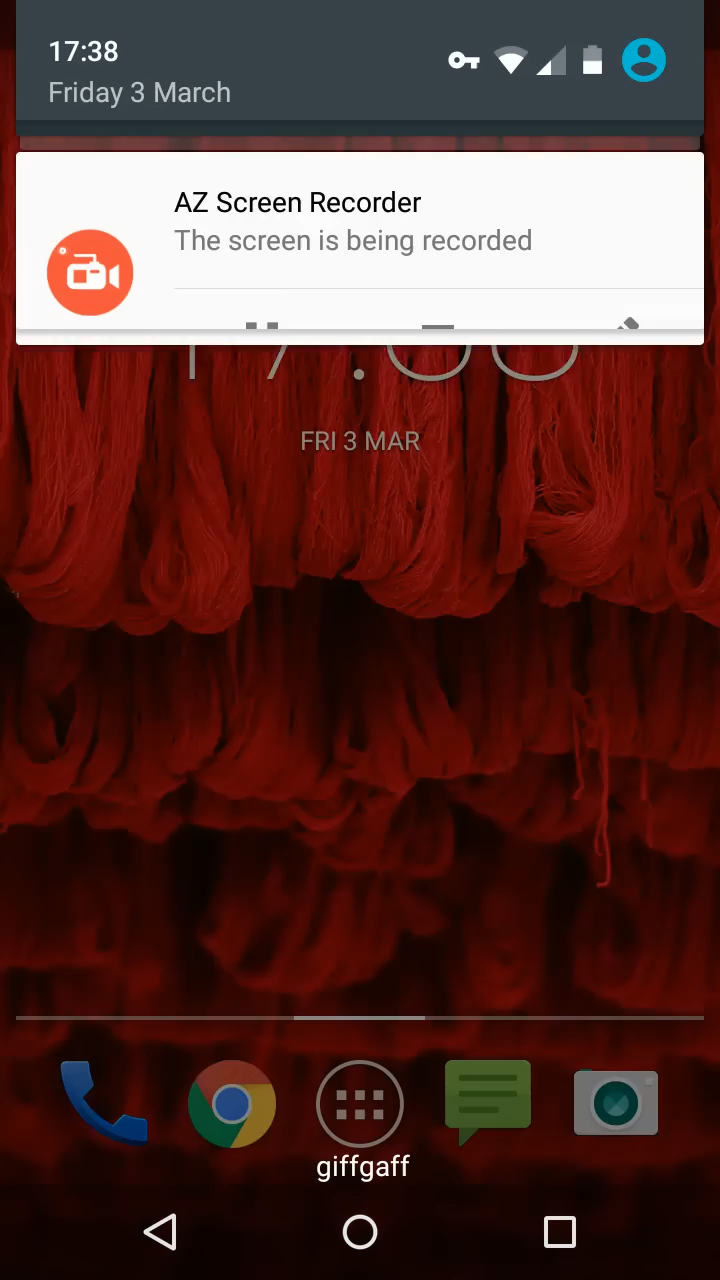 17:38
Friday 3 March
AZ Screen Recorder
The screen is being recorded
FRI 3 MAR
giffgaff